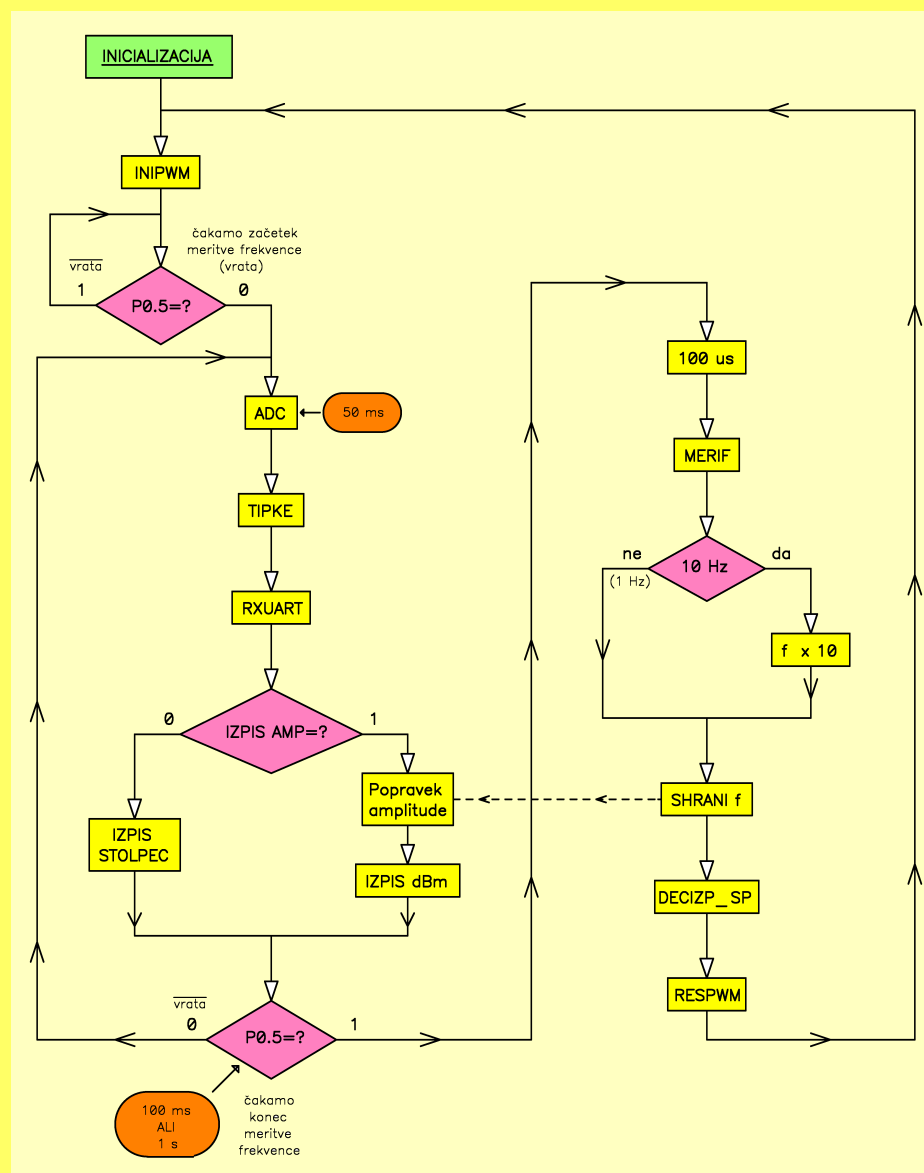 INICIALIZACIJA
INIPWM
čakamo začetek
meritve frekvence
(vrata)
vrata
1
0
P0.5=?
100 us
ADC
50 ms
MERIF
TIPKE
ne
da
10 Hz
(1 Hz)
RXUART
f x 10
0
1
IZPIS AMP=?
Popravek
amplitude
SHRANI f
IZPIS
STOLPEC
IZPIS dBm
DECIZP_SP
RESPWM
vrata
0
1
P0.5=?
100 ms
ALI
1 s
čakamo
konec
meritve
frekvence